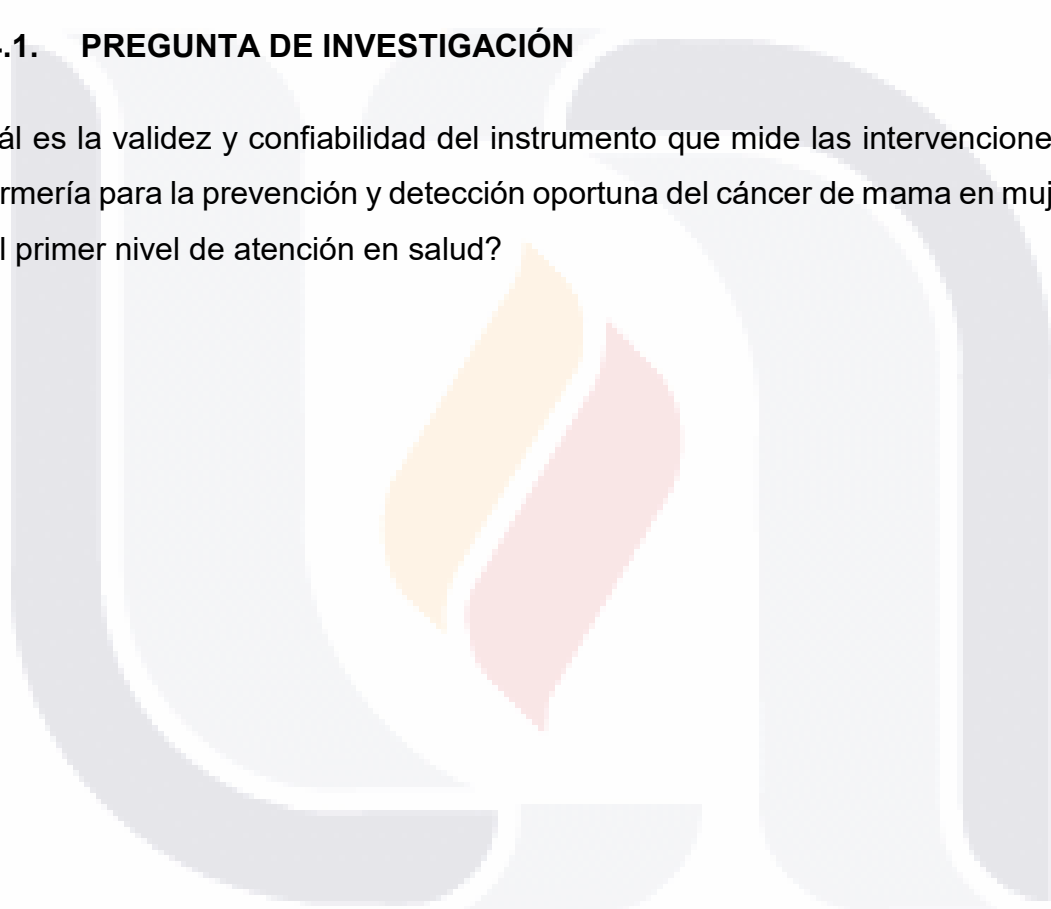 .1. PREGUNTA DE INVESTIGACIÓN
ál es la validez y confiabilidad del instrumento que mide las intervencione
rmería para la prevención y detección oportuna del cáncer de mama en muj
l primer nivel de atención en salud?